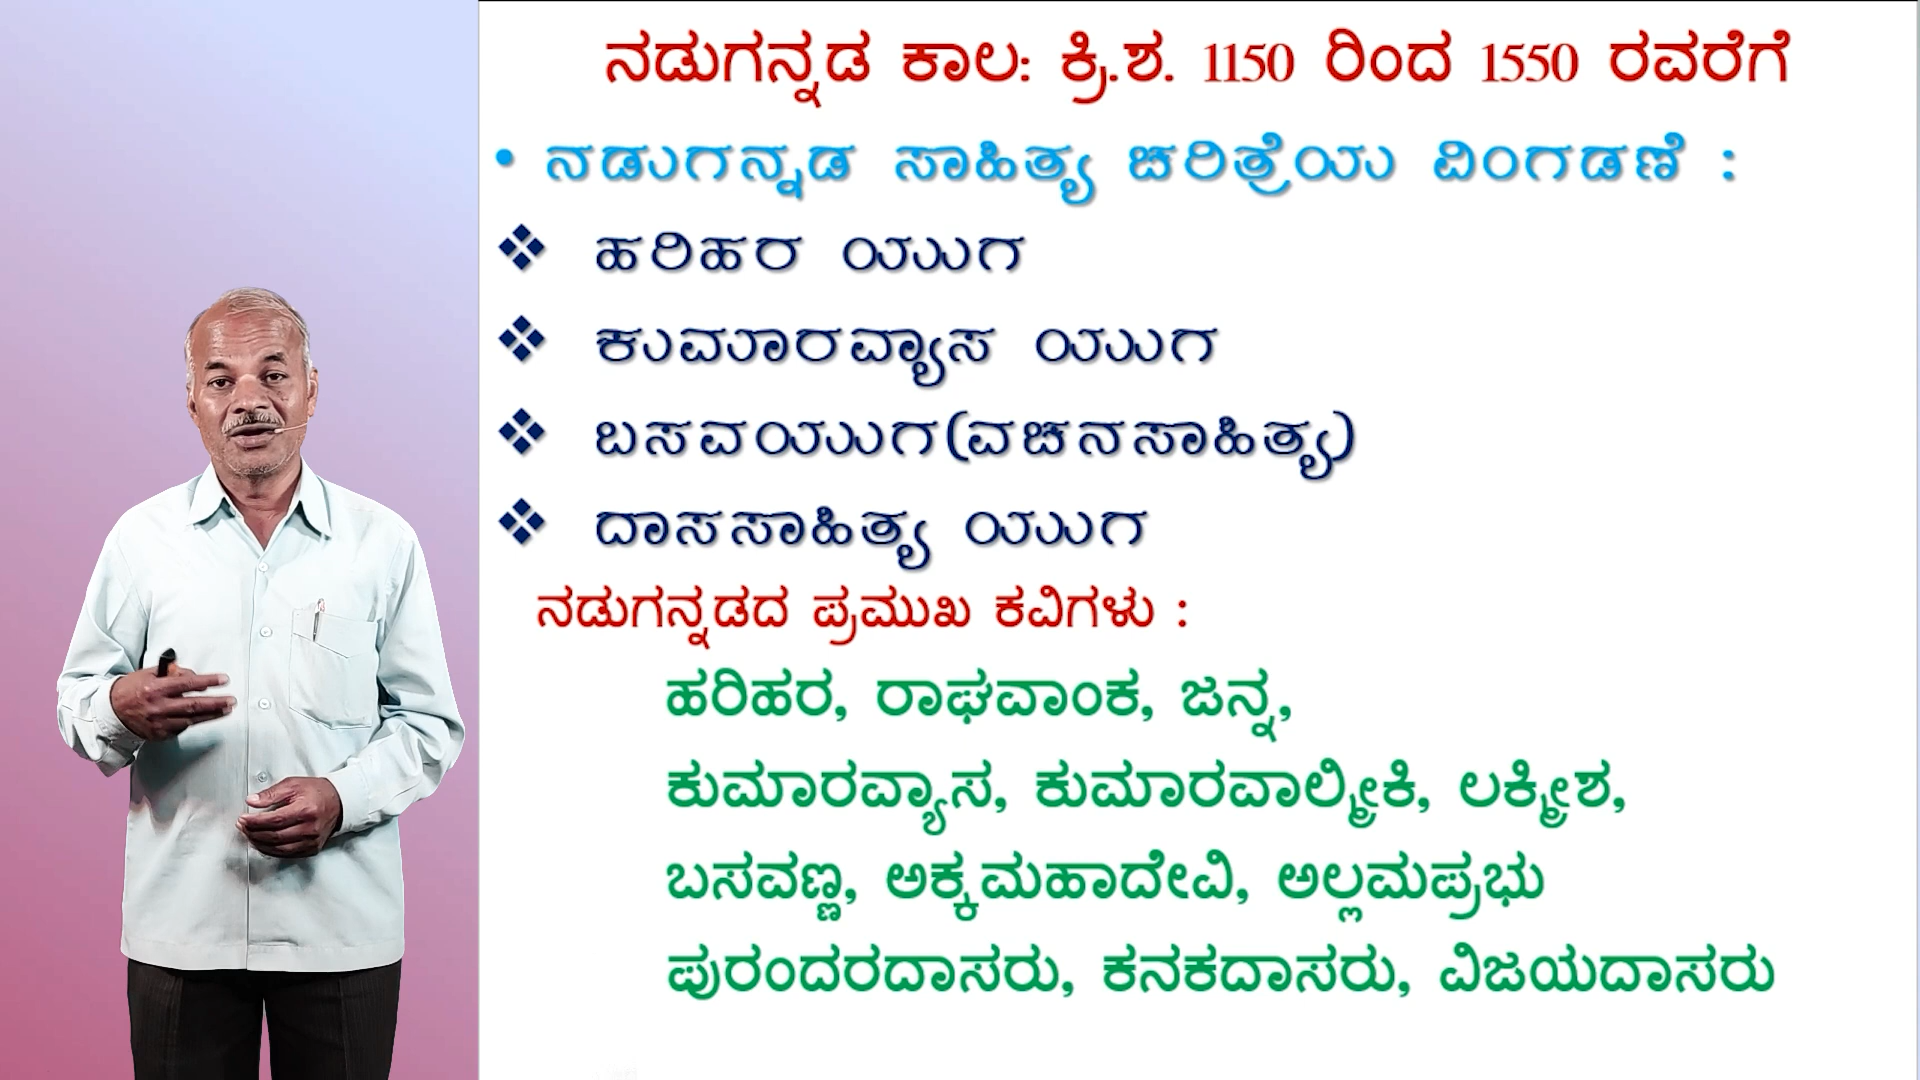 ನಡುಗನ್ನಡ ಕಾಲ: ಕ್ರಿ.ಶ. 1150 ರಿಂದ 1550 ರವರೆಗೆ
• ನಡುಗನ್ನಡ ಸಾಹಿತ್ಯ ಚರಿತ್ರೆಯ ವಿಂಗಡಣೆ :
❖ ಹರಿಹರ ಯುಗ
❖ ಕುಮಾರವ್ಯಾಸ ಯುಗ
❖ ಬಸವಯುಗ(ವಚನಸಾಹಿತ್ಯ)
❖ ದಾಸಸಾಹಿತ್ಯ ಯುಗ
ನಡುಗನ್ನಡದ ಪ್ರಮುಖ ಕವಿಗಳು :
ಹರಿಹರ, ರಾಘವಾಂಕ, ಜನ್ನ,
ಕುಮಾರವ್ಯಾಸ, ಕುಮಾರವಾಲ್ಮೀಕಿ, ಲಕ್ಮೀಶ,
ಬಸವಣ್ಣ, ಅಕ್ಕಮಹಾದೇವಿ, ಅಲ್ಲಮಪ್ರಭು
ಪುರಂದರದಾಸರು, ಕನಕದಾಸರು, ವಿಜಯದಾಸರು